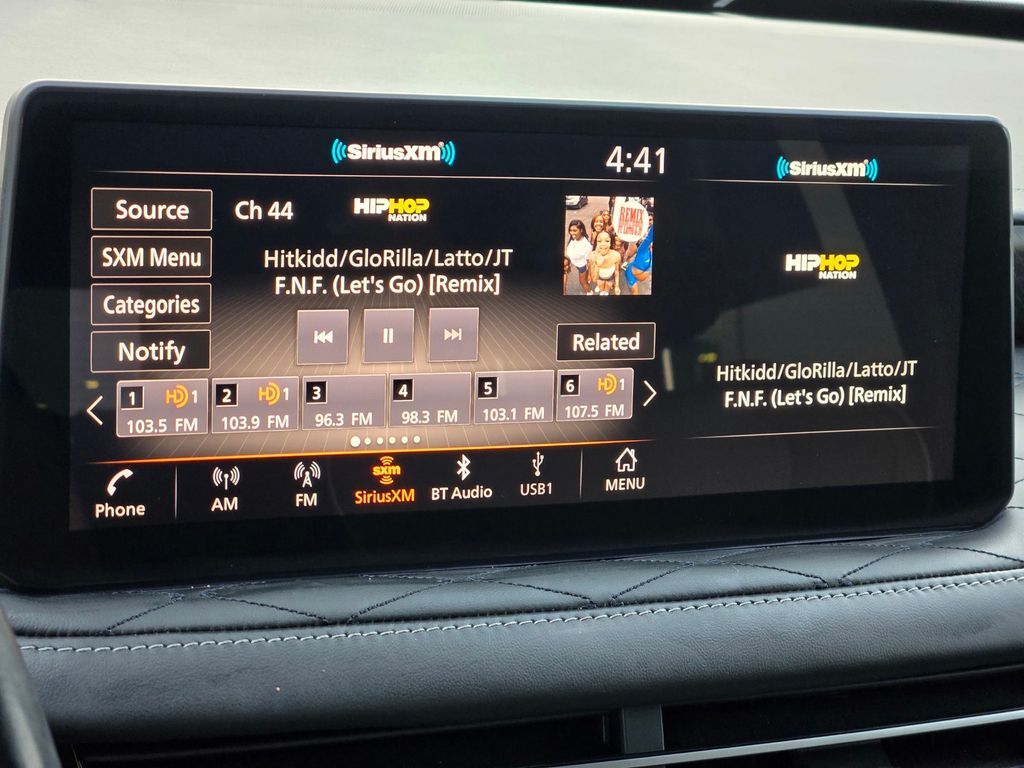 SiriusXM
4:41
SiriusXM
Source
Ch 44
HIPHOP
NATION
REMIX
SXM Menu
Hitkidd/GloRilla/Latto/JT
F.N.F. (Let's Go) [Remix]
HIPHOP
NATION
Categories
Notify
Related
Hitkidd/GloRilla/Latto/JT
F.N.F. (Let's Go) [Remix]
1 HD 1
103.5 FM
2 HD 1
103.9 FM
3
96.3 FM
4
98.3 FM
5
103.1 FM
6 HD 1
107.5 FM
Phone
AM
FM
sxm
SiriusXM
BT Audio
USB1
MENU